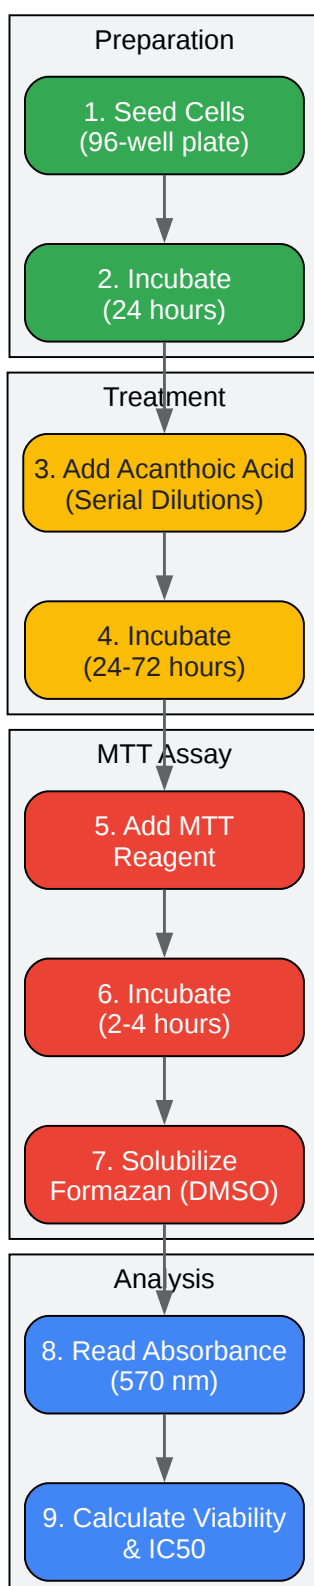 Preparation
1. Seed Cells
(96-well plate)
2. Incubate
(24 hours)
Treatment
3. Add Acanthoic Acid
(Serial Dilutions)
4. Incubate
(24-72 hours)
MTT Assay
5. Add MTT
Reagent
6. Incubate
(2-4 hours)
7. Solubilize
Formazan (DMSO)
Analysis
8. Read Absorbance
(570 nm)
9. Calculate Viability
& IC50